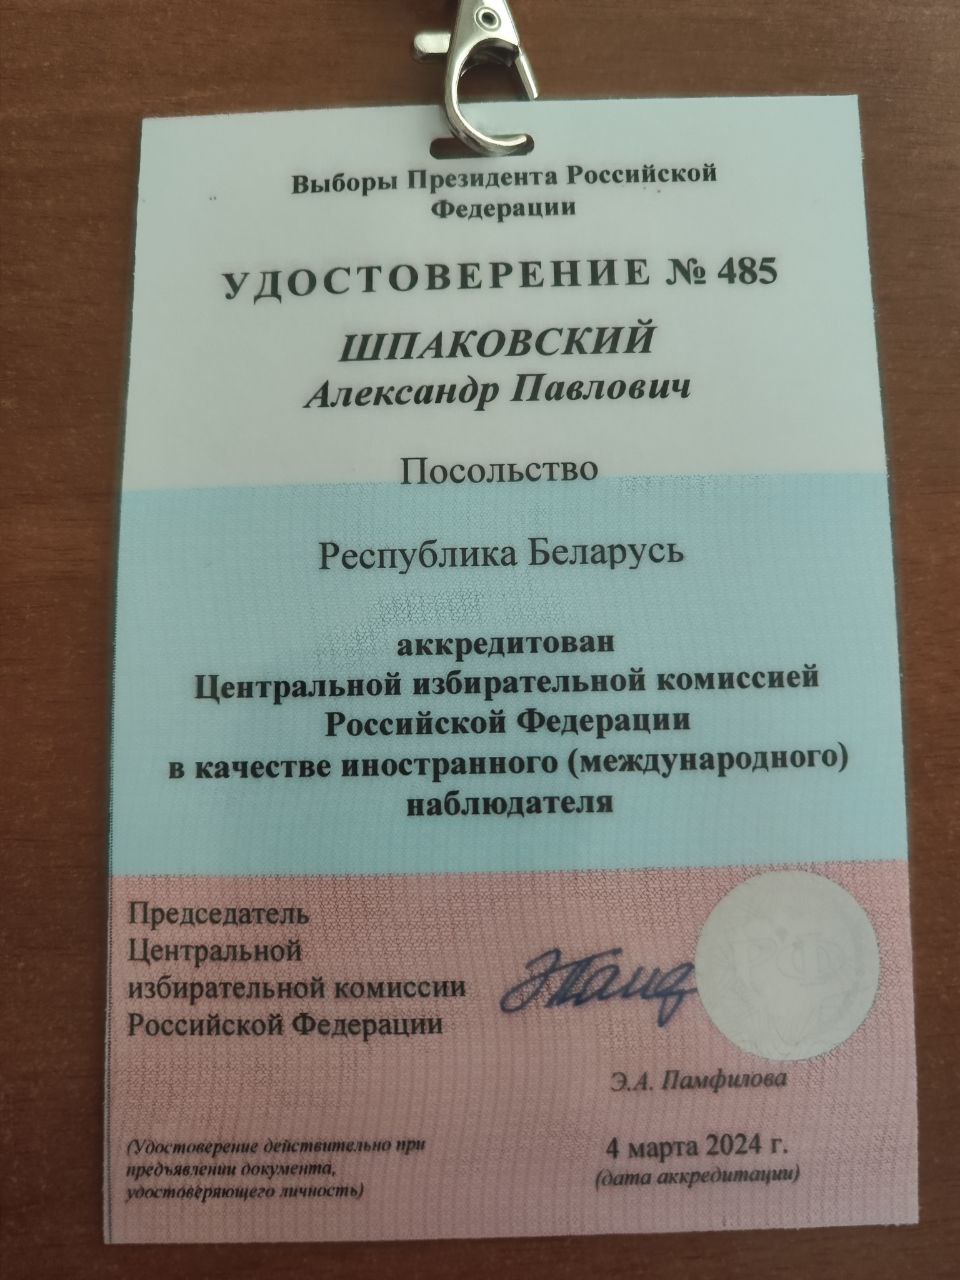 Выборы Президента Российской
Федерации
УДОСТОВЕРЕНИЕ № 485
ШПАКОВСКИЙ
Александр Павлович
Посольство
Республика Беларусь
аккредитован
Центральной избирательной комиссией
Российской Федерации
в качестве иностранного (международного)
наблюдателя
Председатель
Центральной
избирательной комиссии
Российской Федерации
Э.А. Памфилова
(Удостоверение действительно при
предъявлении документа,
удостоверяющего личность)
4 марта 2024 г.
(дата аккредитации)